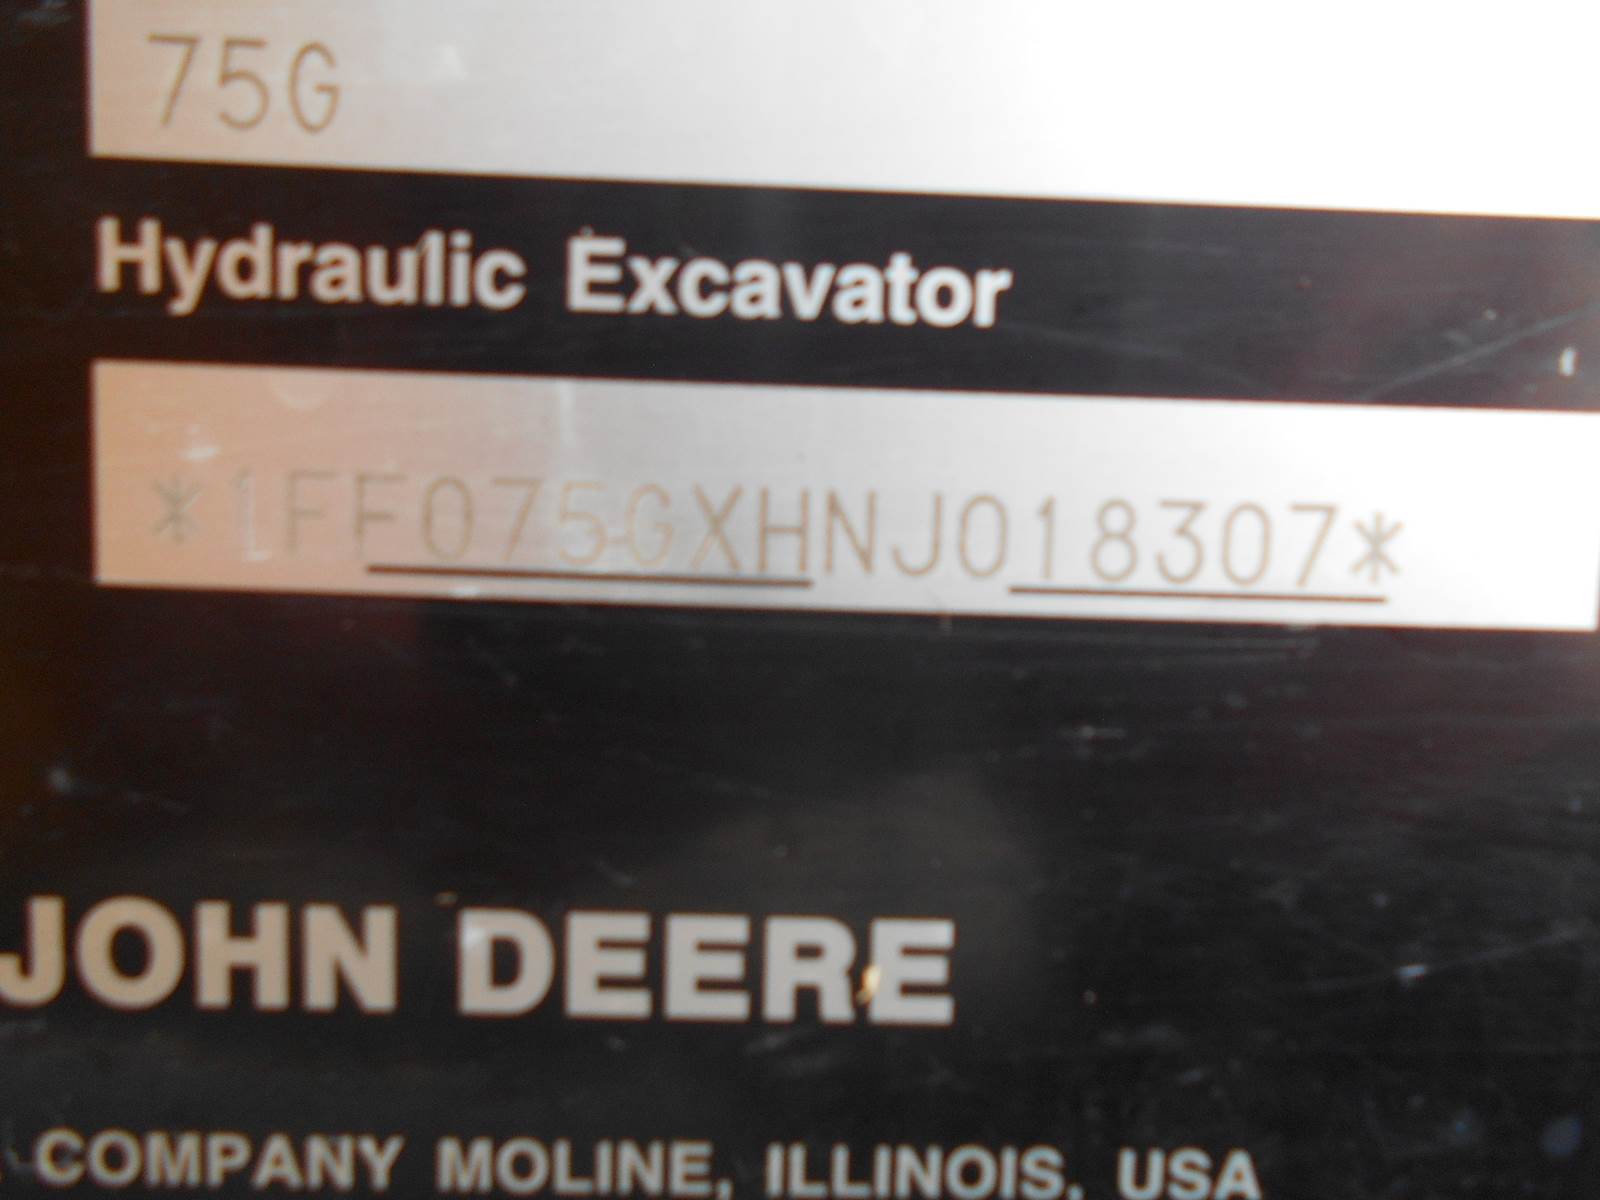 75G
Hydraulic Excavator
*1FF075GXHNJ018307*
JOHN DEERE
COMPANY MOLINE, ILLINOIS, USA